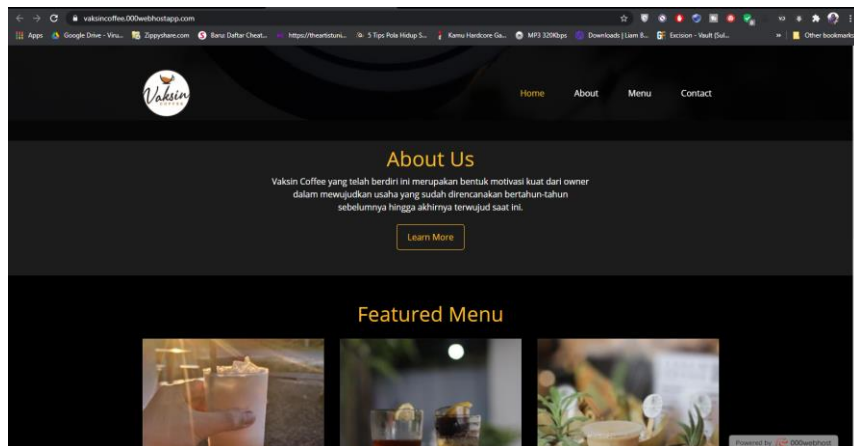 vaksincoffee.000webhostapp.com
Apps
Google Drive - Viru...
Zippyshare.com
Barız Daftar Cheat...
https://theartistuni...
5 Tips Pola Hidup S...
Kamu Hardcore Ga...
MP3 320Kbps
Downloads | Liam B...
Excision - Vault (Sul...
Other bookmarks
Vaksin
COFFEE
Home
About
Menu
Contact
About Us
Vaksin Coffee yang telah berdiri ini merupakan bentuk motivasi kuat dari owner
dalam mewujudkan usaha yang sudah direncanakan bertahun-tahun
sebelumnya hingga akhirnya terwujud saat ini.
Learn More
Featured Menu
Powered by 000webhost